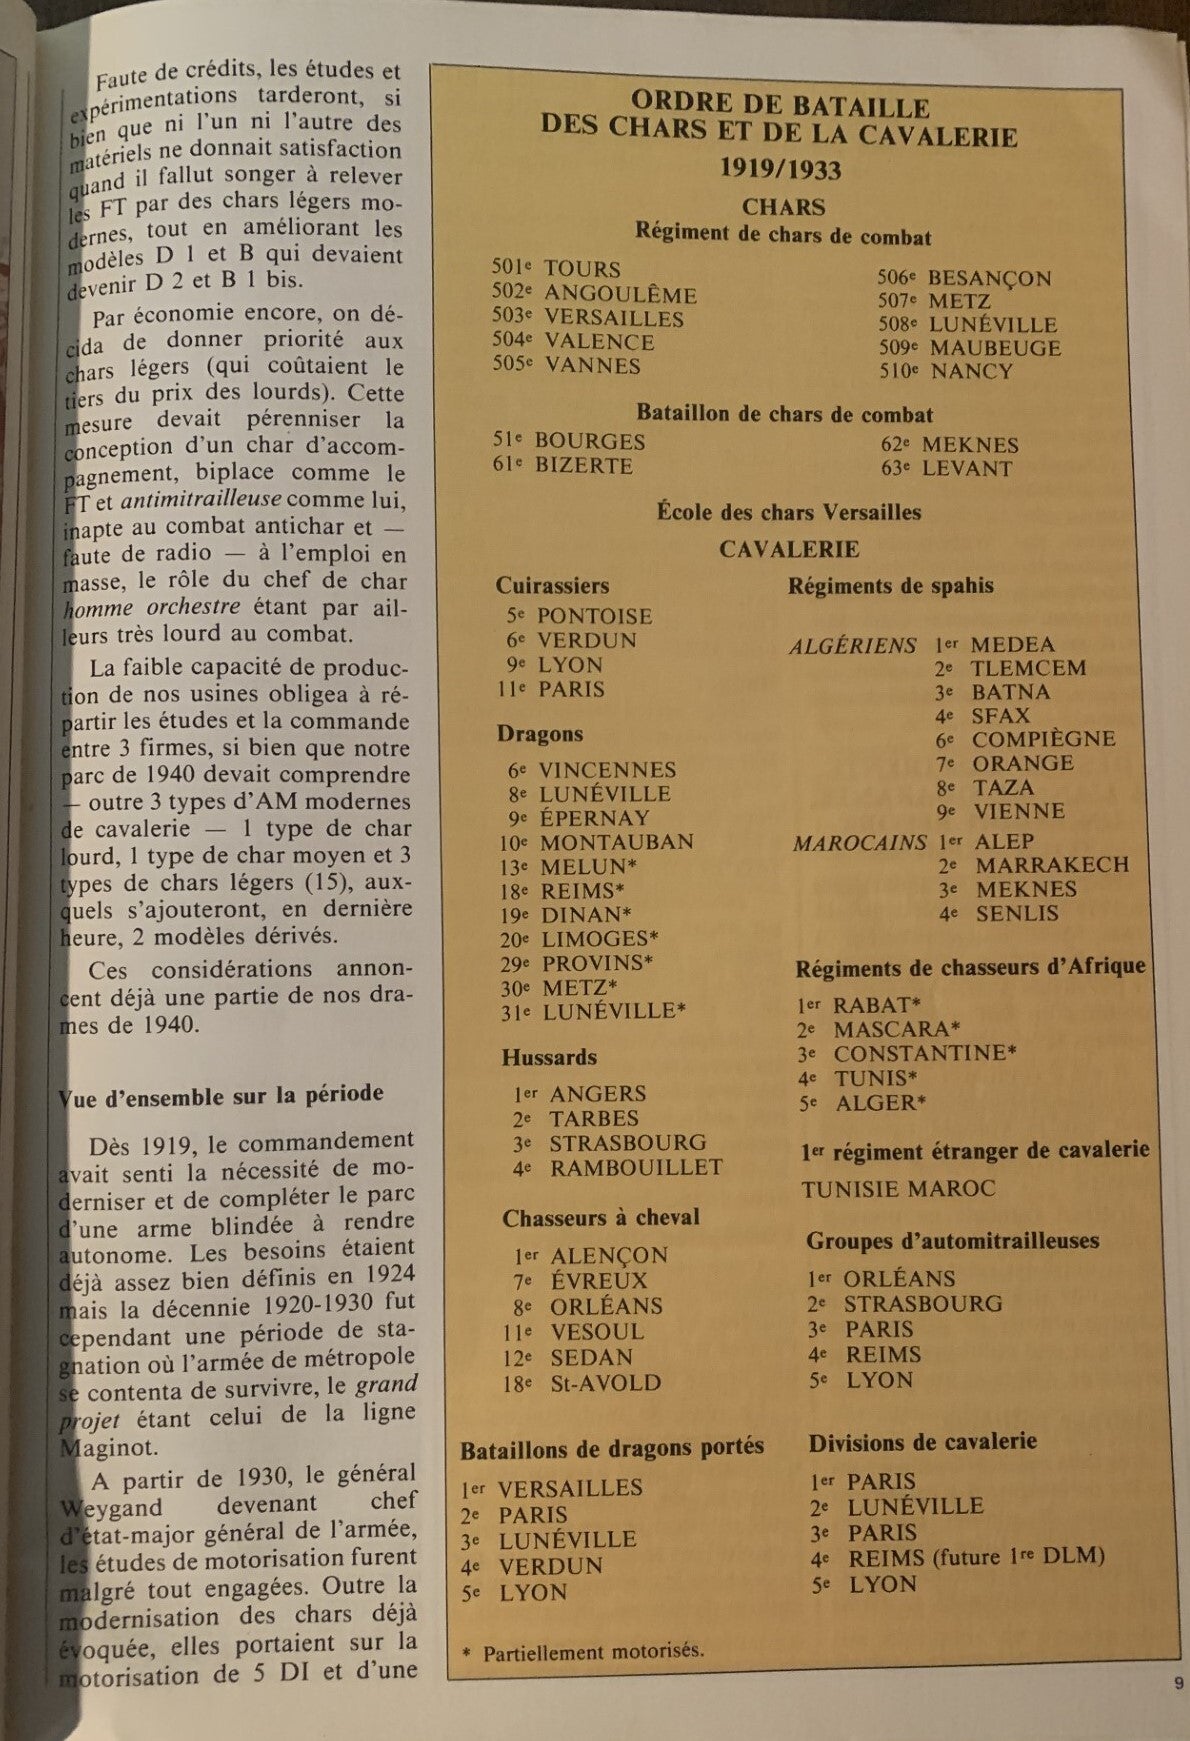 Faute de crédits, les études et
expérimentations tarderont, si
bien que ni l'un ni l'autre des
matériels ne donnait satisfaction
quand il fallut songer à relever
les FT par des chars légers mo-
dernes, tout en améliorant les
modèles D 1 et B qui devaient
devenir D 2 et B 1 bis.
Par économie encore, on dé-
cida de donner priorité aux
chars légers (qui coûtaient le
tiers du prix des lourds). Cette
mesure devait pérenniser la
conception d'un char d'accom-
pagnement, biplace comme le
FT et antimitrailleuse comme lui,
inapte au combat antichar et —
faute de radio — à l'emploi en
masse, le rôle du chef de char
homme orchestre étant par ail-
leurs très lourd au combat.
La faible capacité de produc-
tion de nos usines obligea à ré-
partir les études et la commande
entre 3 firmes, si bien que notre
parc de 1940 devait comprendre
— outre 3 types d'AM modernes
de cavalerie — 1 type de char
lourd, 1 type de char moyen et 3
types de chars légers (15), aux-
quels s'ajouteront, en dernière
heure, 2 modèles dérivés.
Ces considérations annon-
cent déjà une partie de nos dra-
mes de 1940.
Vue d'ensemble sur la période
Dès 1919, le commandement
avait senti la nécessité de mo-
derniser et de compléter le parc
d'une arme blindée à rendre
autonome. Les besoins étaient
déjà assez bien définis en 1924
mais la décennie 1920-1930 fut
cependant une période de sta-
gnation où l'armée de métropole
se contenta de survivre, le grand
projet étant celui de la ligne
Maginot.
A partir de 1930, le général
Weygand devenant chef
d'état-major général de l'armée,
les études de motorisation furent
malgré tout engagées. Outre la
modernisation des chars déjà
évoquée, elles portaient sur la
motorisation de 5 DI et d'une
ORDRE DE BATAILLE
DES CHARS ET DE LA CAVALERIE
1919/1933
CHARS
Régiment de chars de combat
501e TOURS
502e ANGOULÊME
503e VERSAILLES
504e VALENCE
505e VANNES
506e BESANÇON
507e METZ
508e LUNÉVILLE
509e MAUBEUGE
510e NANCY
Bataillon de chars de combat
51e BOURGES
61e BIZERTE
62e MEKNES
63e LEVANT
École des chars Versailles
CAVALERIE
Cuirassiers
5e PONTOISE
6e VERDUN
9e LYON
11e PARIS
Dragons
6e VINCENNES
8e LUNÉVILLE
9e ÉPERNAY
10e MONTAUBAN
13e MELUN*
18e REIMS*
19e DINAN*
20e LIMOGES*
29e PROVINS*
30e METZ*
31e LUNÉVILLE*
Hussards
1er ANGERS
2e TARBES
3e STRASBOURG
4e RAMBOUILLET
Chasseurs à cheval
1er ALENÇON
7e ÉVREUX
8e ORLÉANS
11e VESOUL
12e SEDAN
18e St-AVOLD
Bataillons de dragons portés
1er VERSAILLES
2e PARIS
3e LUNÉVILLE
4e VERDUN
5e LYON
Régiments de spahis
ALGÉRIENS 1er MEDEA
2e TLEMCEM
3e BATNA
4e SFAX
6e COMPIÈGNE
7e ORANGE
8e TAZA
9e VIENNE
MAROCAINS 1er ALEP
2e MARRAKECH
3e MEKNES
4e SENLIS
Régiments de chasseurs d'Afrique
1er RABAT*
2e MASCARA*
3e CONSTANTINE*
4e TUNIS*
5e ALGER*
1er régiment étranger de cavalerie
TUNISIE MAROC
Groupes d'automitrailleuses
1er ORLÉANS
2e STRASBOURG
3e PARIS
4e REIMS
5e LYON
Divisions de cavalerie
1er PARIS
2e LUNÉVILLE
3e PARIS
4e REIMS (future 1re DLM)
5e LYON
* Partiellement motorisés.
9